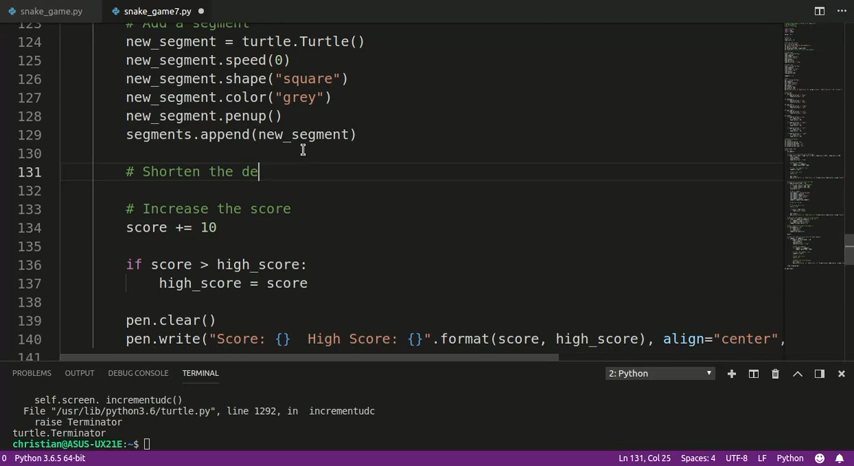 snake_game.py snake_game7.py
123 # Add a segment
124 new_segment = turtle.Turtle()
125 new_segment.speed(0)
126 new_segment.shape("square")
127 new_segment.color("grey")
128 new_segment.penup()
129 segments.append(new_segment)
130
131 # Shorten the de
132
133 # Increase the score
134 score += 10
135
136 if score > high_score:
137 high_score = score
138
139 pen.clear()
140 pen.write("Score: {}  High Score: {}".format(score, high_score), align="center",
141
PROBLEMS OUTPUT DEBUG CONSOLE TERMINAL 2: Python
self.screen. incrementudc()
File "/usr/lib/python3.6/turtle.py", line 1292, in  incrementudc
raise Terminator
turtle.Terminator
christian@ASUS-UX21E:~$
0 Python 3.6.5 64-bit Ln 131, Col 25 Spaces: 4 UTF-8 LF Python